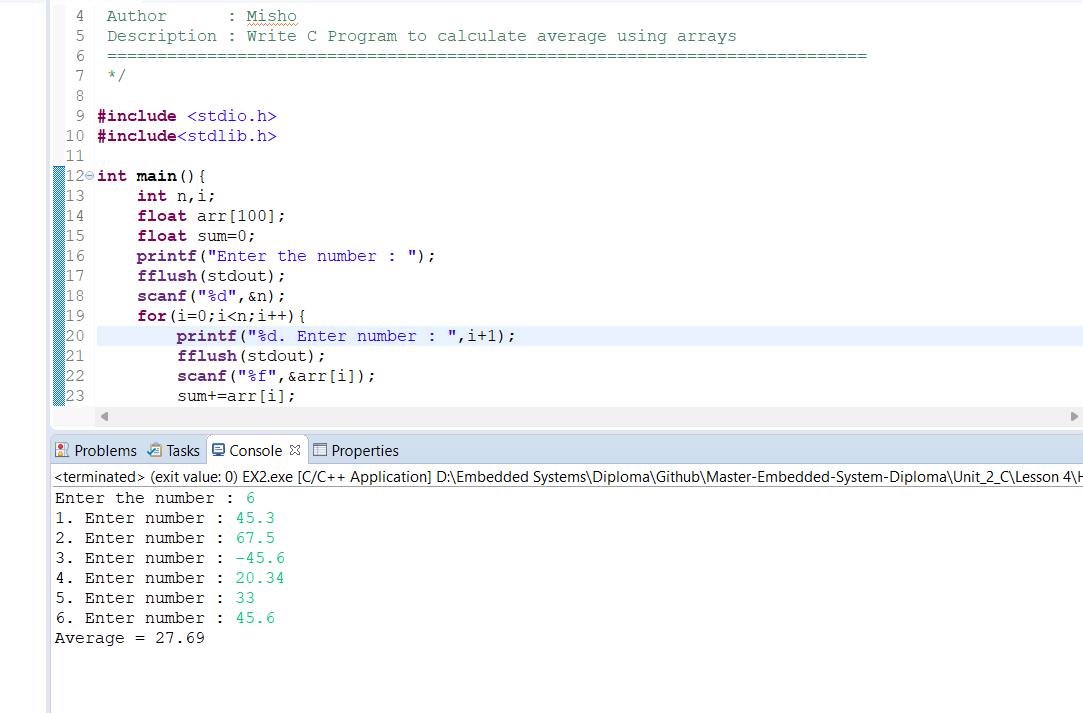 4 Author      : Misho
5 Description : Write C Program to calculate average using arrays
6 ============================================================================
7 */
8
9 #include <stdio.h>
10 #include<stdlib.h>
11
12 int main(){
13     int n,i;
14     float arr[100];
15     float sum=0;
16     printf("Enter the number : ");
17     fflush(stdout);
18     scanf("%d",&n);
19     for(i=0;i<n;i++){
20         printf("%d. Enter number : ",i+1);
21         fflush(stdout);
22         scanf("%f",&arr[i]);
23         sum+=arr[i];
Problems Tasks Console Properties
<terminated> (exit value: 0) EX2.exe [C/C++ Application] D:\Embedded Systems\Diploma\Github\Master-Embedded-System-Diploma\Unit_2_C\Lesson 4\
Enter the number : 6
1. Enter number : 45.3
2. Enter number : 67.5
3. Enter number : -45.6
4. Enter number : 20.34
5. Enter number : 33
6. Enter number : 45.6
Average = 27.69